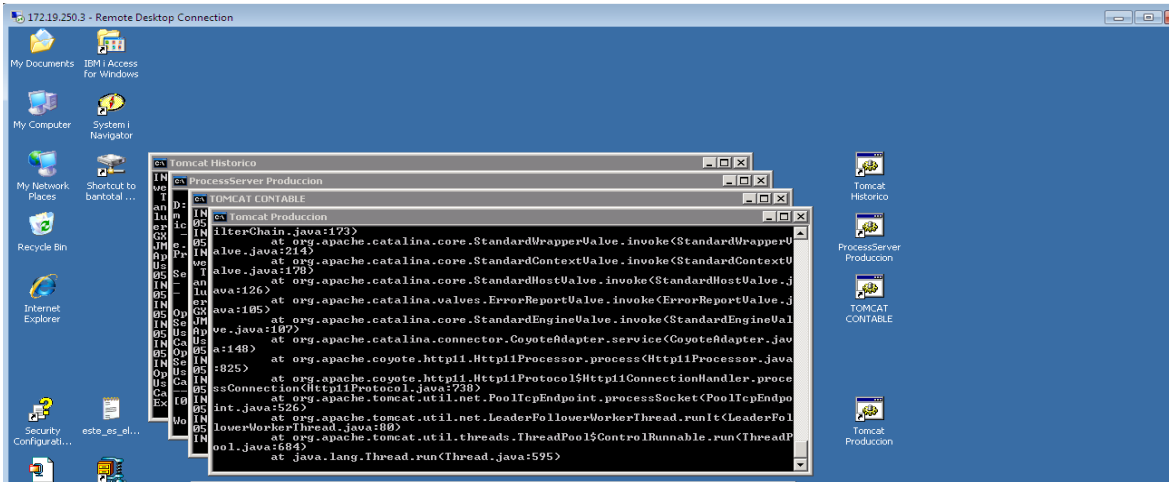 172.19.250.3 - Remote Desktop Connection
My Documents
IBM i Access
for Windows
My Computer
System i
Navigator
My Network
Places
Shortcut to
bantotal ...
Recycle Bin
Internet
Explorer
Security
Configurati...
este_es_el...
Tomcat Historico
ProcessServer Produccion
TOMCAT CONTABLE
Tomcat Produccion
ilterChain.java:173)
at org.apache.catalina.core.StandardWrapperValve.invoke(StandardWrapperV
alve.java:214)
at org.apache.catalina.core.StandardContextValve.invoke(StandardContextV
alve.java:178)
at org.apache.catalina.core.StandardHostValve.invoke(StandardHostValve.j
ava:126)
at org.apache.catalina.valves.ErrorReportValve.invoke(ErrorReportValve.j
ava:105)
at org.apache.catalina.core.StandardEngineValve.invoke(StandardEngineVal
ve.java:107)
at org.apache.catalina.connector.CoyoteAdapter.service(CoyoteAdapter.jav
a:148)
at org.apache.coyote.http11.Http11Processor.process(Http11Processor.java
:825)
at org.apache.coyote.http11.Http11Protocol$Http11ConnectionHandler.proce
ssConnection(Http11Protocol.java:738)
at org.apache.tomcat.util.net.PoolTcpEndpoint.processSocket(PoolTcpEndpo
int.java:526)
at org.apache.tomcat.util.net.LeaderFollowerWorkerThread.runIt(LeaderFol
lowerWorkerThread.java:80)
at org.apache.tomcat.util.threads.ThreadPool$ControlRunnable.run(ThreadP
ool.java:684)
at java.lang.Thread.run(Thread.java:595)
Tomcat
Historico
ProcessServer
Produccion
TOMCAT
CONTABLE
Tomcat
Produccion